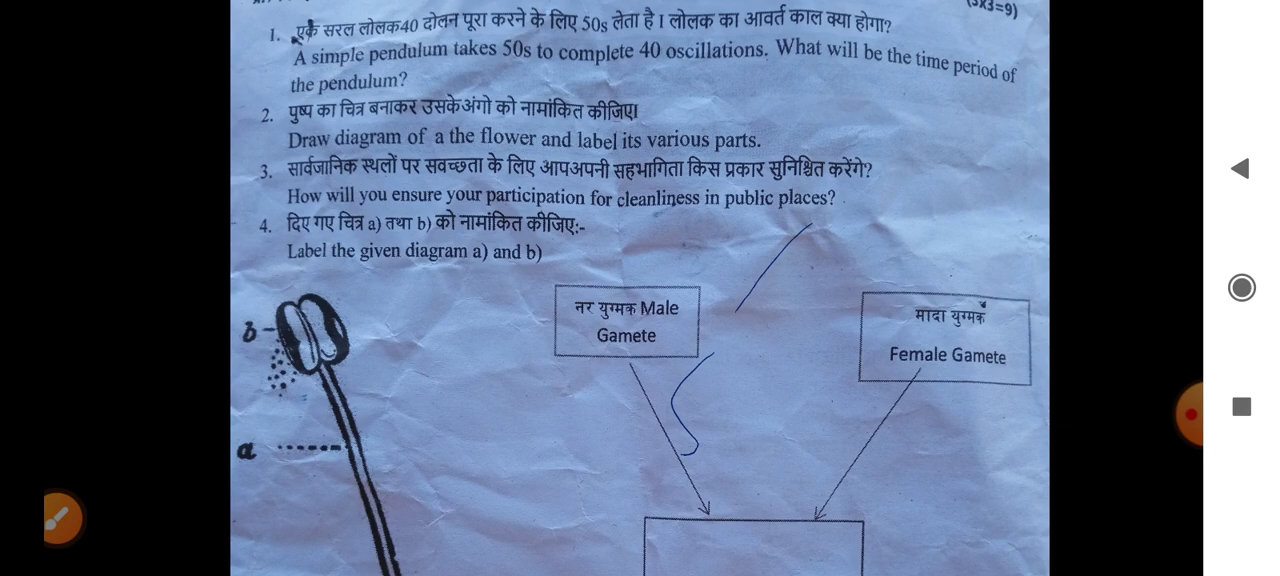 (3x3=9)
1. एक सरल लोलक40 दोलन पूरा करने के लिए 50s लेता है । लोलक का आवर्त काल क्या होगा?
A simple pendulum takes 50s to complete 40 oscillations. What will be the time period of
the pendulum?
2. पुष्प का चित्र बनाकर उसकेअंगो को नामांकित कीजिए।
Draw diagram of a the flower and label its various parts.
3. सार्वजानिक स्थलों पर सवच्छता के लिए आपअपनी सहभागिता किस प्रकार सुनिश्चित करेंगे?
How will you ensure your participation for cleanliness in public places?
4. दिए गए चित्र a) तथा b) को नामांकित कीजिए:-
Label the given diagram a) and b)
b
a
नर युग्मक Male
Gamete
मादा युग्मक
Female Gamete